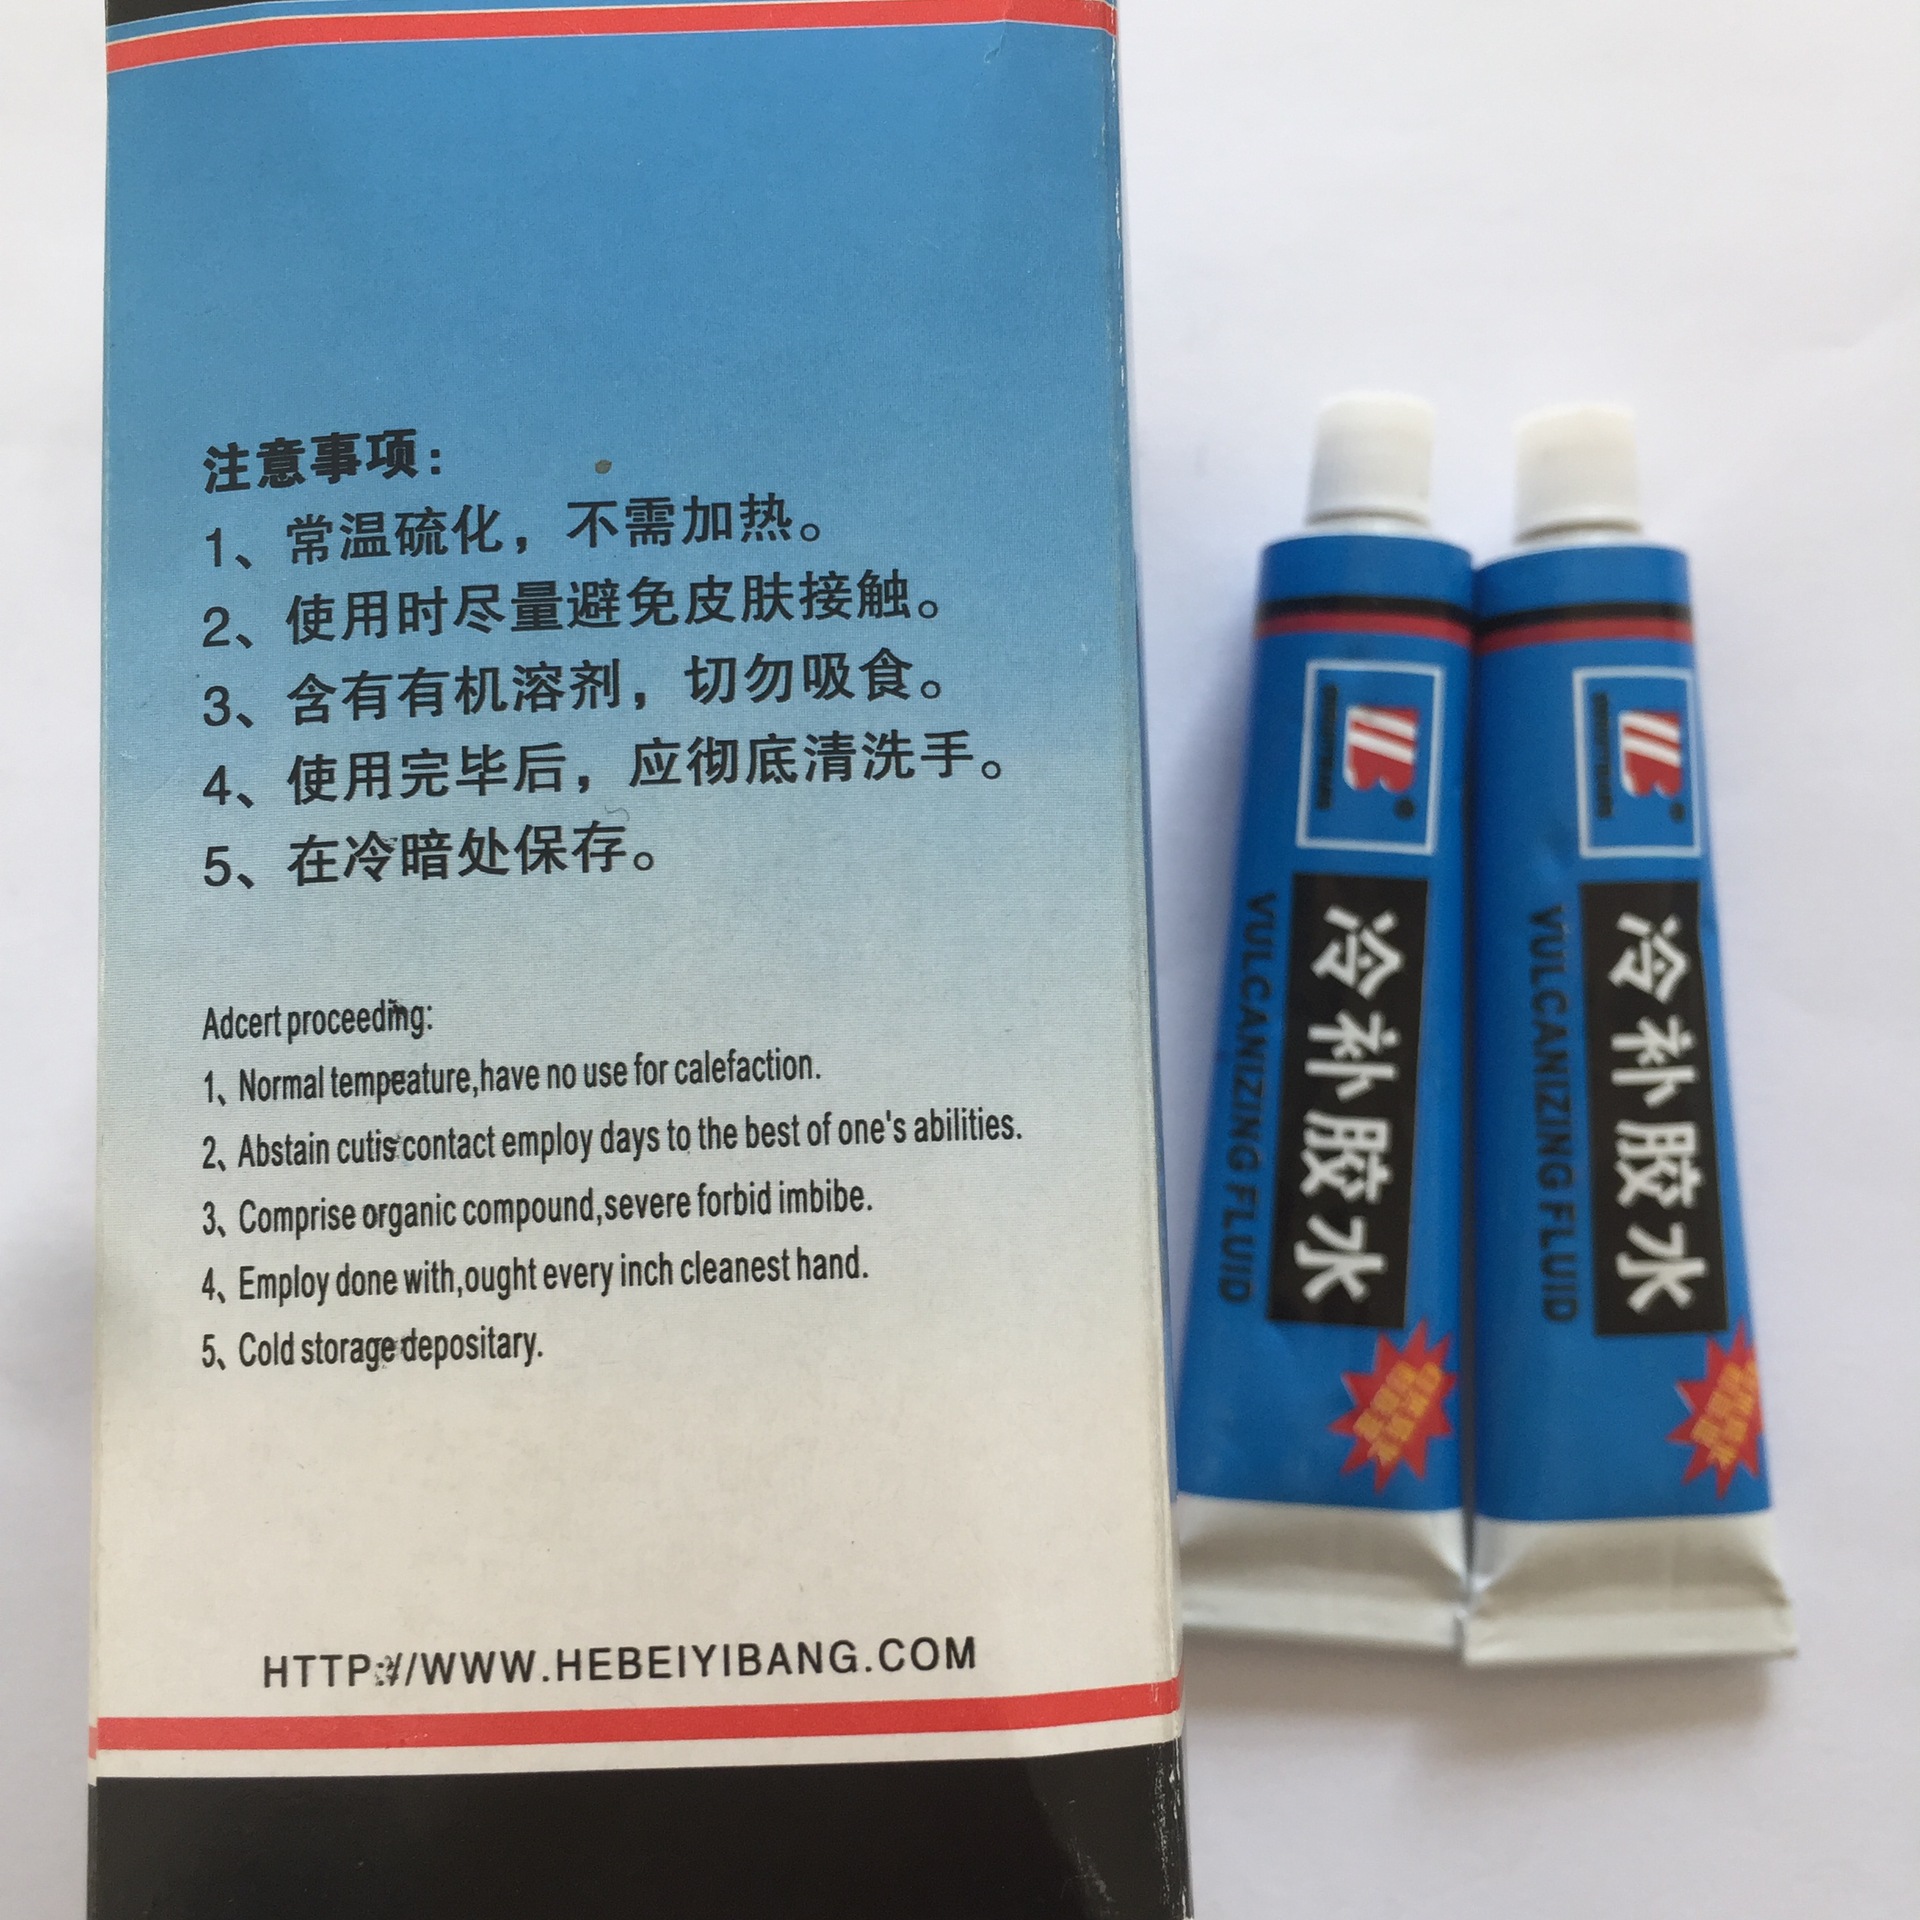 注意事项：
1、常温硫化，不需加热。
2、使用时尽量避免皮肤接触。
3、含有有机溶剂，切勿吸食。
4、使用完毕后，应彻底清洗手。
5、在冷暗处保存。
Adcert proceeding:
1、Normal tempeature,have no use for calefaction.
2、Abstain cutis contact employ days to the best of one's abilities.
3、Comprise organic compound,severe forbid imbibe.
4、Employ done with,ought every inch cleanest hand.
5、Cold storage depositary.
HTTP://WWW.HEBEIYIBANG.COM
冷补胶水
VULCANIZING FLUID
冷补胶水
VULCANIZING FLUID